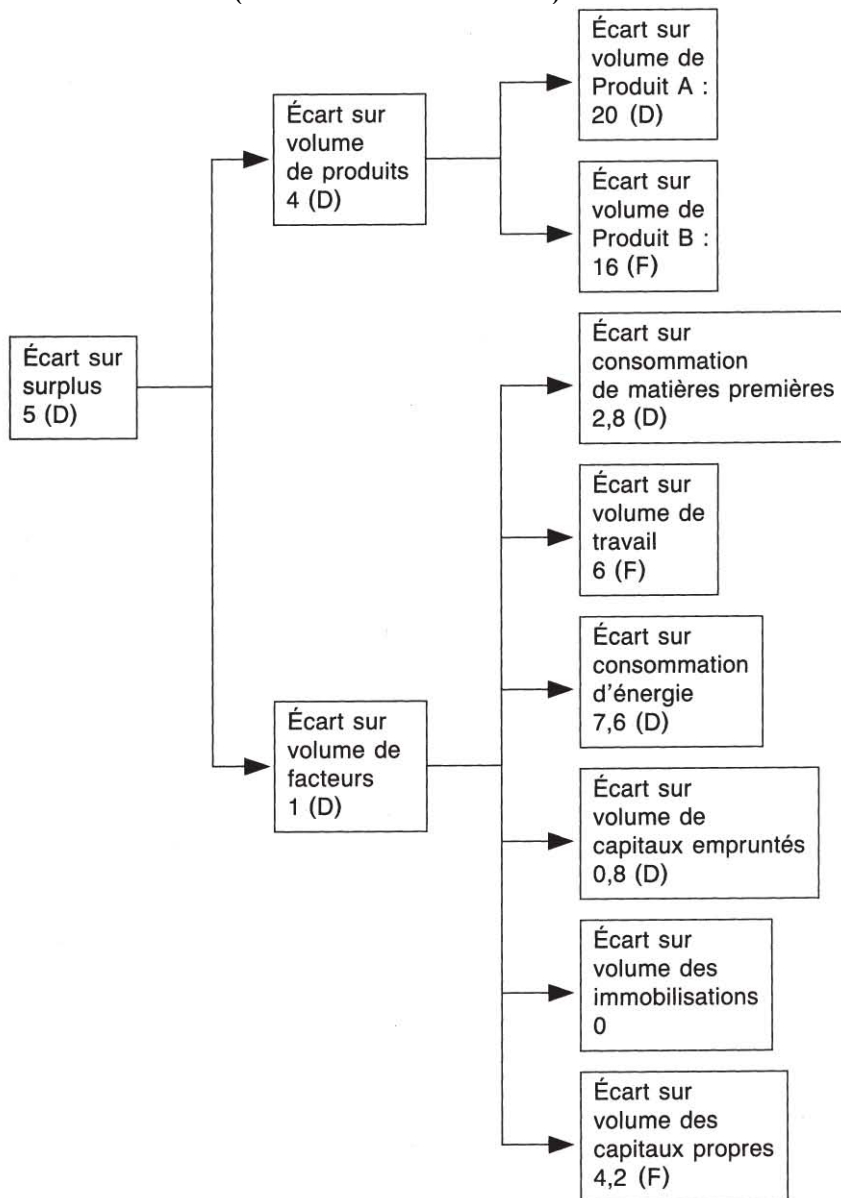 Écart sur
volume de
Produit A :
20 (D)
Écart sur
volume
de produits
4 (D)
Écart sur
volume de
Produit B :
16 (F)
Écart sur
surplus
5 (D)
Écart sur
consommation
de matières premières
2,8 (D)
Écart sur
volume de
travail
6 (F)
Écart sur
consommation
d'énergie
7,6 (D)
Écart sur
volume de
facteurs
1 (D)
Écart sur
volume de
capitaux empruntés
0,8 (D)
Écart sur
volume des
immobilisations
0
Écart sur
volume des
capitaux propres
4,2 (F)